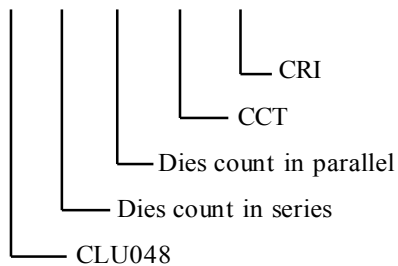 CRI
CCT
Dies count in parallel
Dies count in series
CLU048